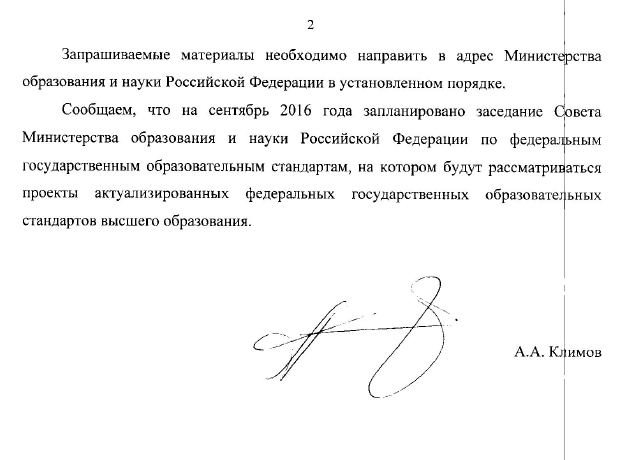 2
Запрашиваемые материалы необходимо направить в адрес Министерства
образования и науки Российской Федерации в установленном порядке.
Сообщаем, что на сентябрь 2016 года запланировано заседание Совета
Министерства образования и науки Российской Федерации по федеральным
государственным образовательным стандартам, на котором будут рассматриваться
проекты актуализированных федеральных государственных образовательных
стандартов высшего образования.
А.А. Климов